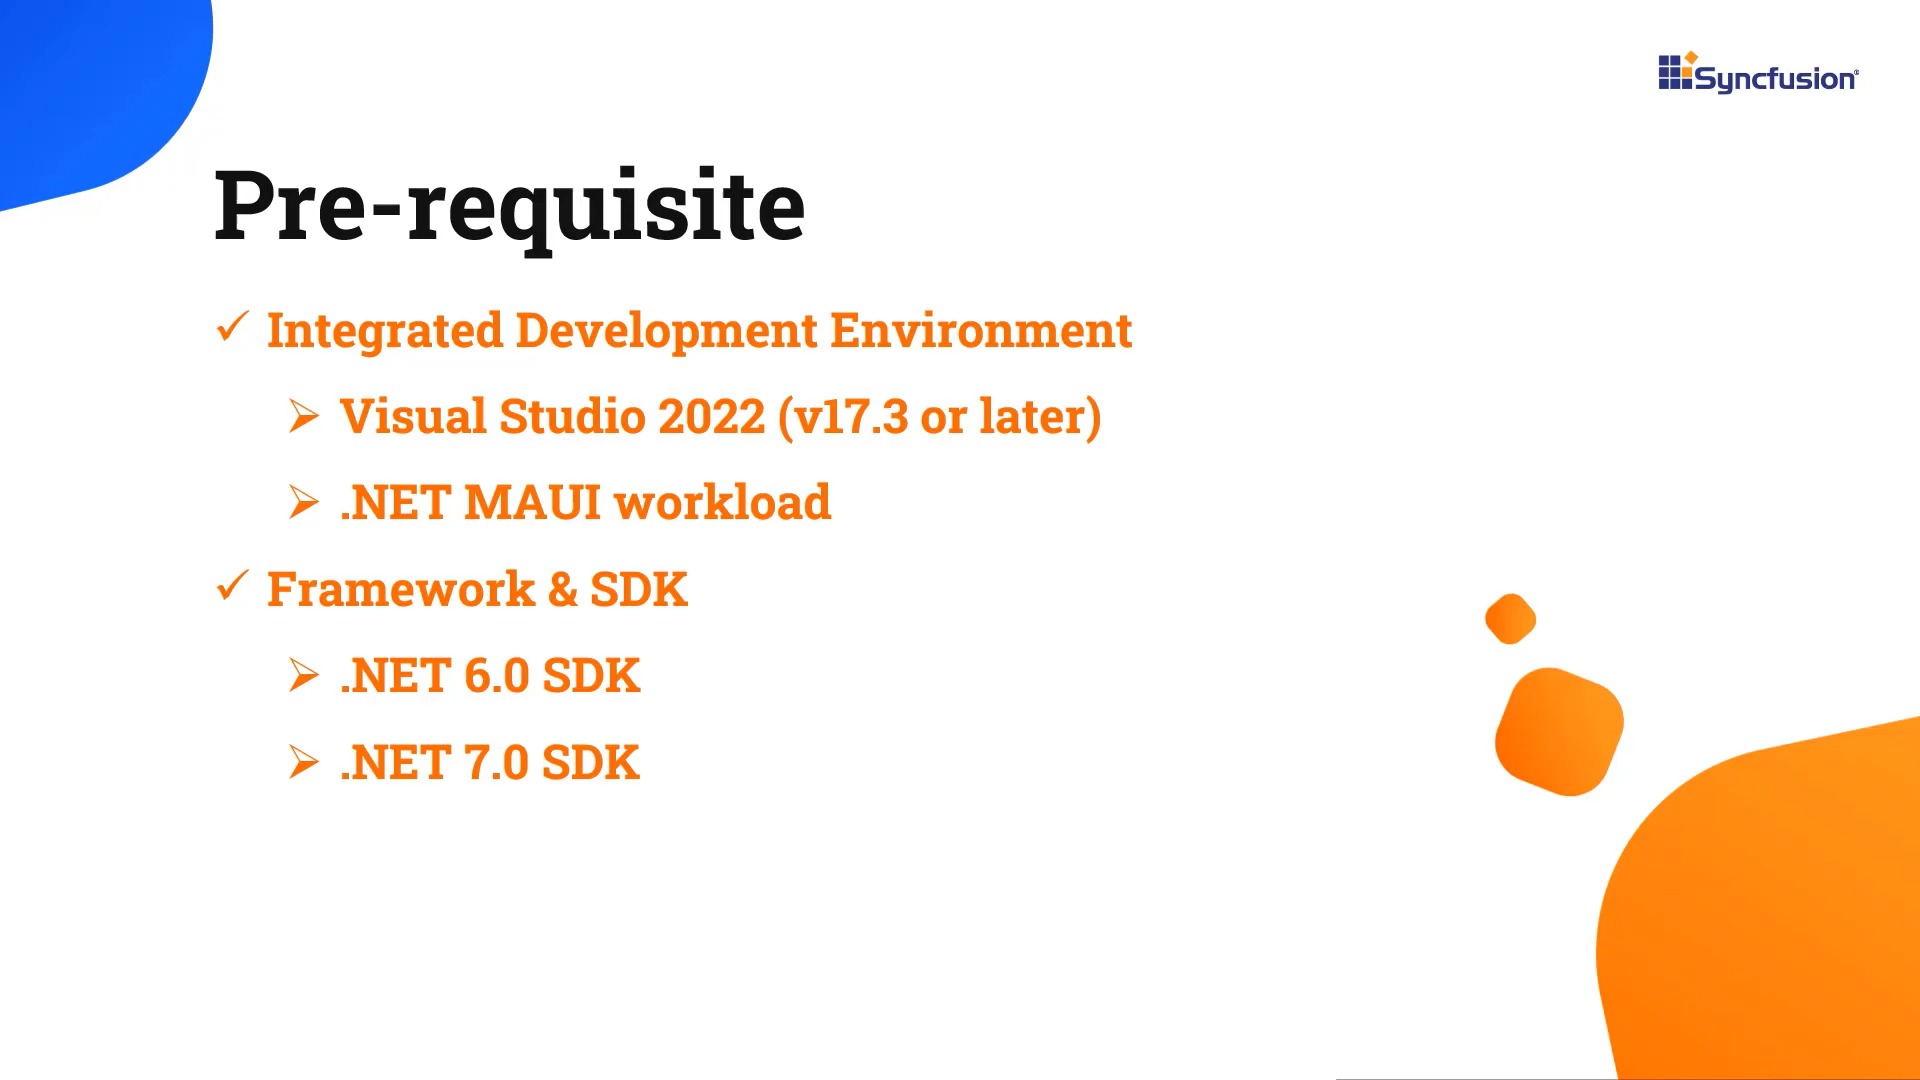 Syncfusion®
Pre-requisite
✓ Integrated Development Environment
➢ Visual Studio 2022 (v17.3 or later)
➢ .NET MAUI workload
✓ Framework & SDK
➢ .NET 6.0 SDK
➢ .NET 7.0 SDK